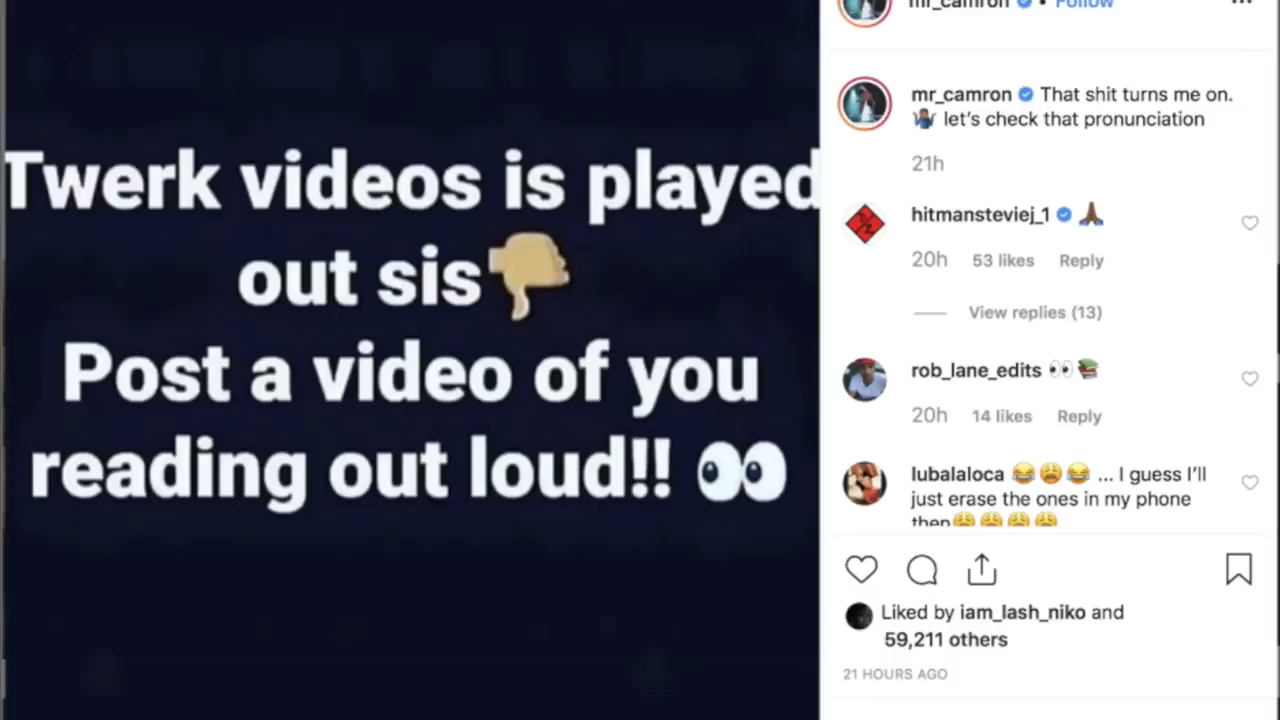 Twerk videos is played
out sis👎
Post a video of you
reading out loud!! 👀
mr_camron • Follow
mr_camron That shit turns me on.
🤷🏾‍♂️ let's check that pronunciation
21h
hitmansteviej_1 🙏🏾
20h 53 likes Reply
View replies (13)
rob_lane_edits 👀📚
20h 14 likes Reply
lubalaloca 😂😩😂 ... I guess I'll
just erase the ones in my phone
then😩😩😩😩
Liked by iam_lash_niko and
59,211 others
21 HOURS AGO